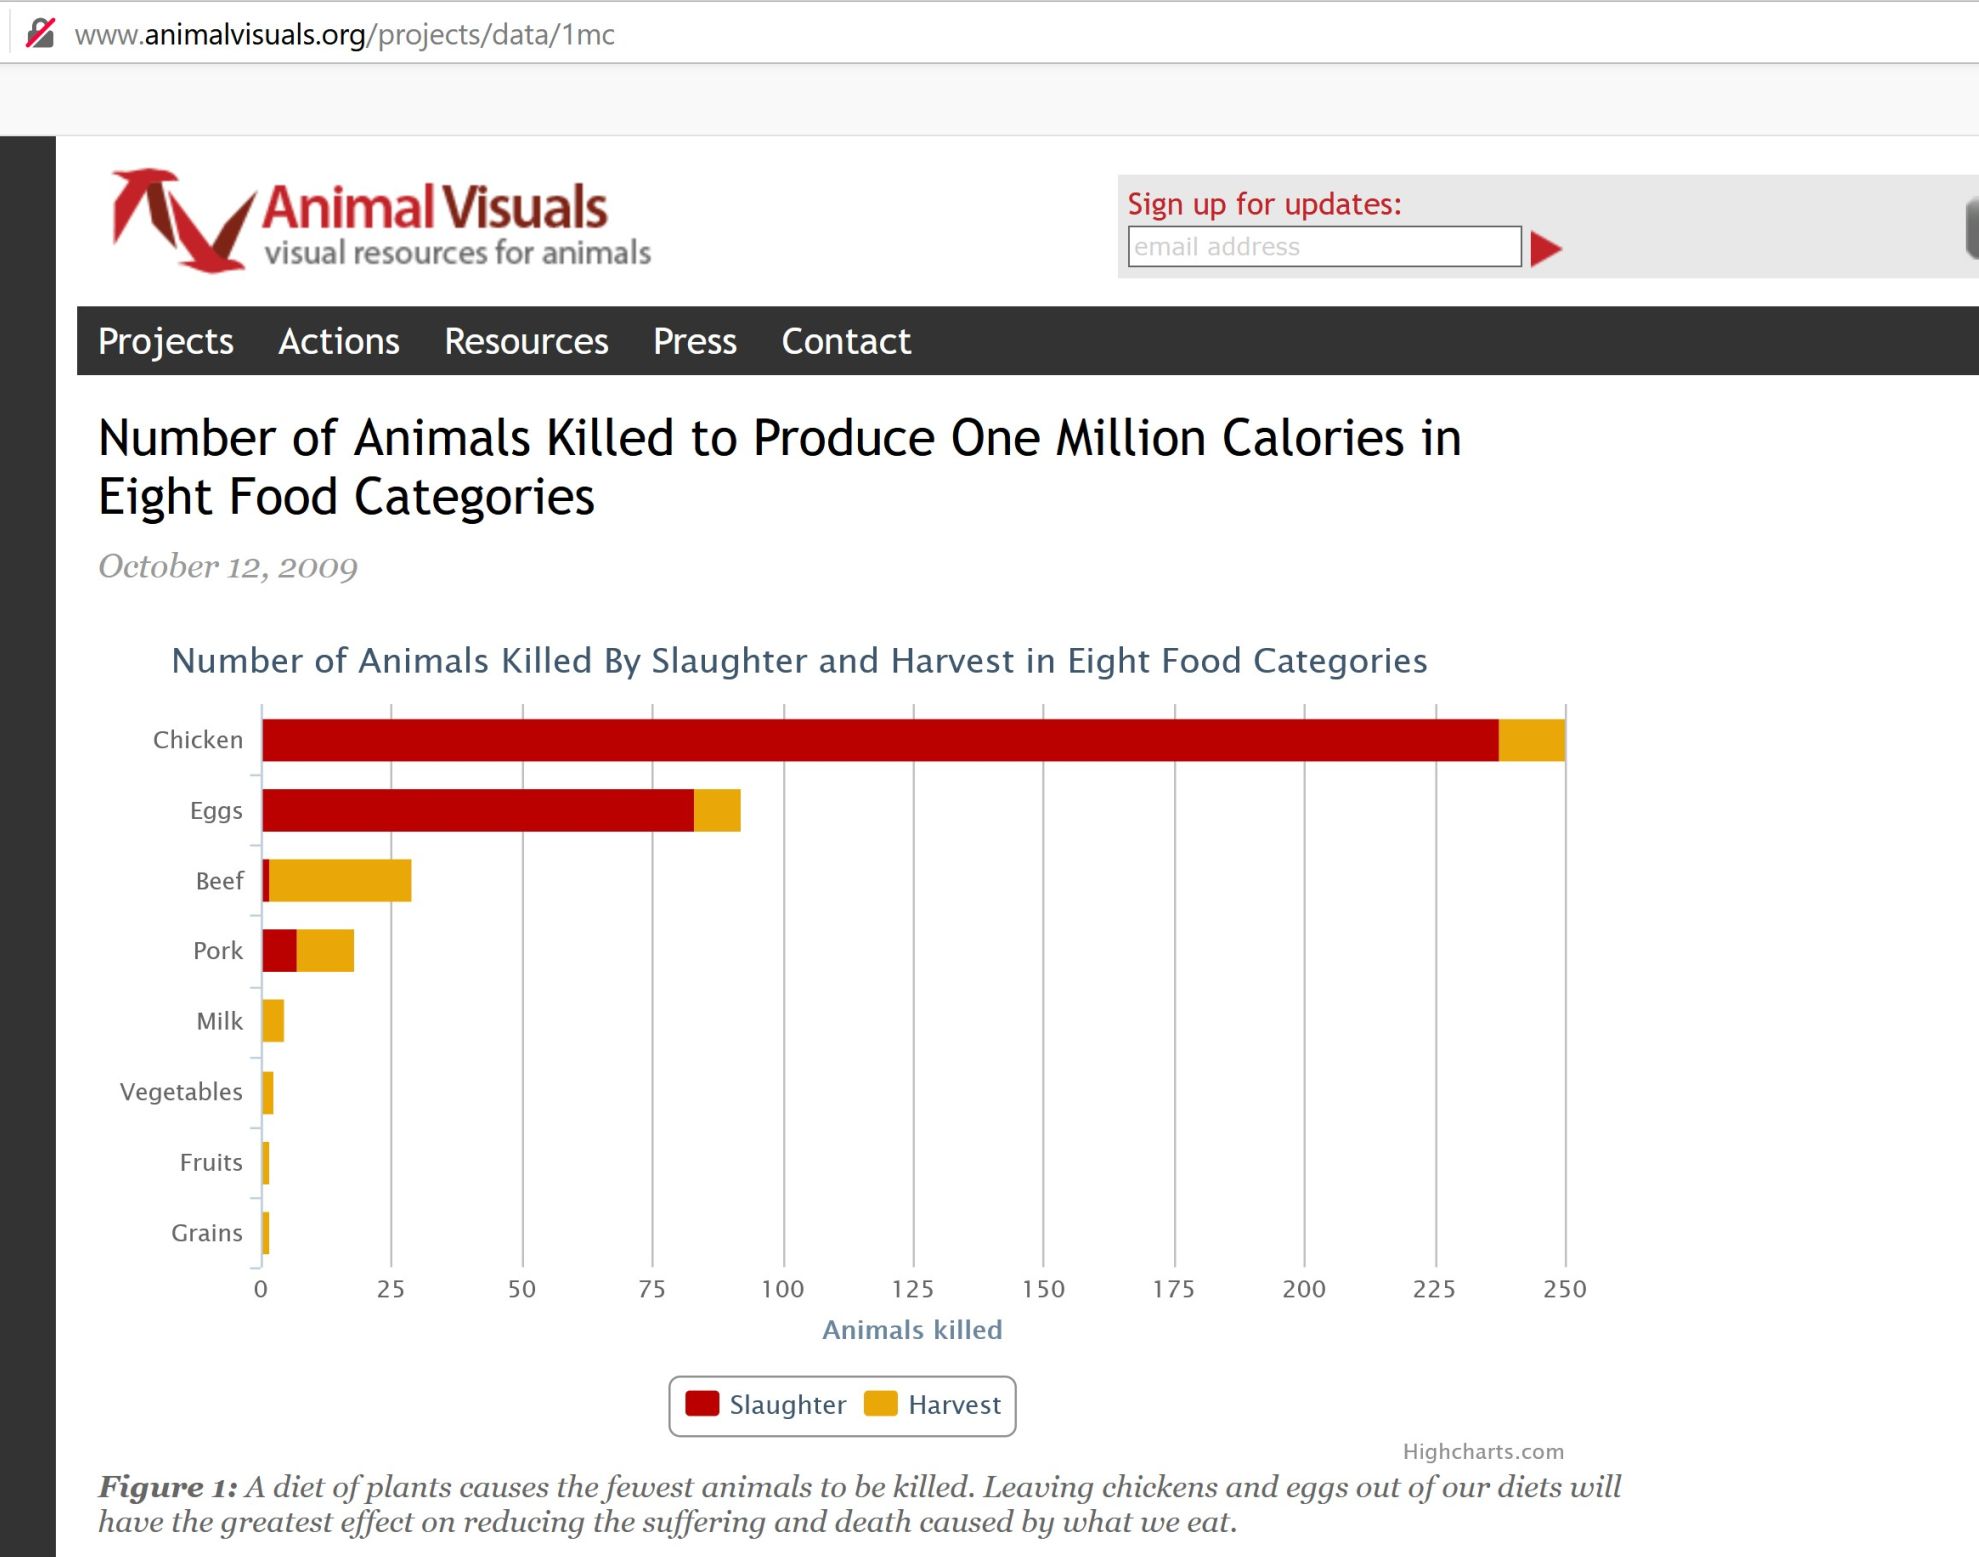 www.animalvisuals.org/projects/data/1mc
Animal Visuals
visual resources for animals
Sign up for updates:
email address
Projects Actions Resources Press Contact
Number of Animals Killed to Produce One Million Calories in
Eight Food Categories
October 12, 2009
Number of Animals Killed By Slaughter and Harvest in Eight Food Categories
Chicken
Eggs
Beef
Pork
Milk
Vegetables
Fruits
Grains
0 25 50 75 100 125 150 175 200 225 250
Animals killed
Slaughter Harvest
Highcharts.com
Figure 1: A diet of plants causes the fewest animals to be killed. Leaving chickens and eggs out of our diets will
have the greatest effect on reducing the suffering and death caused by what we eat.